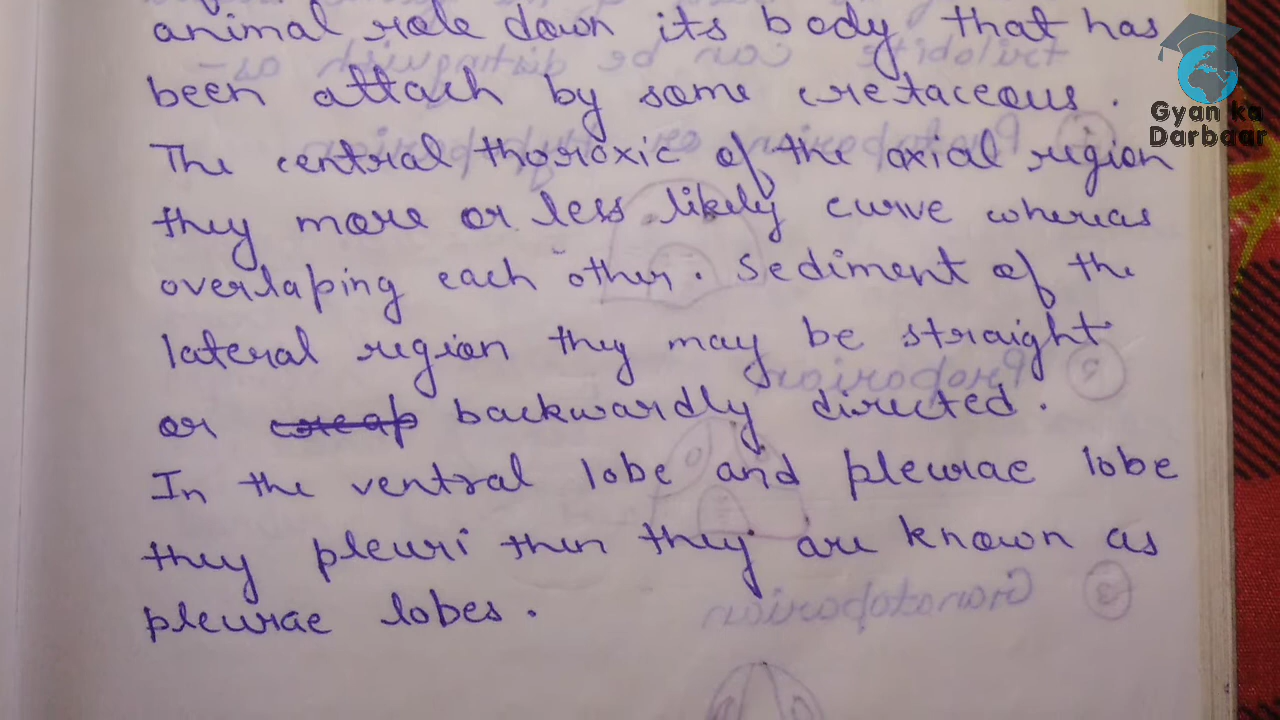 animal role down its body that has
been attach by some cretaceous.
The central thoroxic of the axial region
they more or less likely curve whereas
overlaping each other. Sediment of the
lateral region they may be straight
or backwardly directed.
In the ventral lobe and pleurae lobe
they pleuri then they are known as
pleurae lobes.
Gyan ka
Darbaar